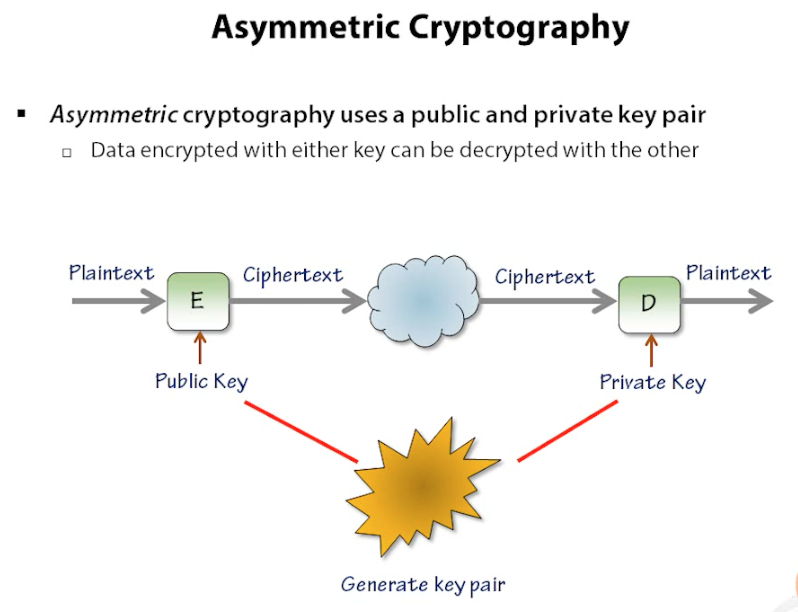 Asymmetric Cryptography
▪ Asymmetric cryptography uses a public and private key pair
□ Data encrypted with either key can be decrypted with the other
Plaintext
Ciphertext
Ciphertext
Plaintext
E
D
Public Key
Private Key
Generate key pair